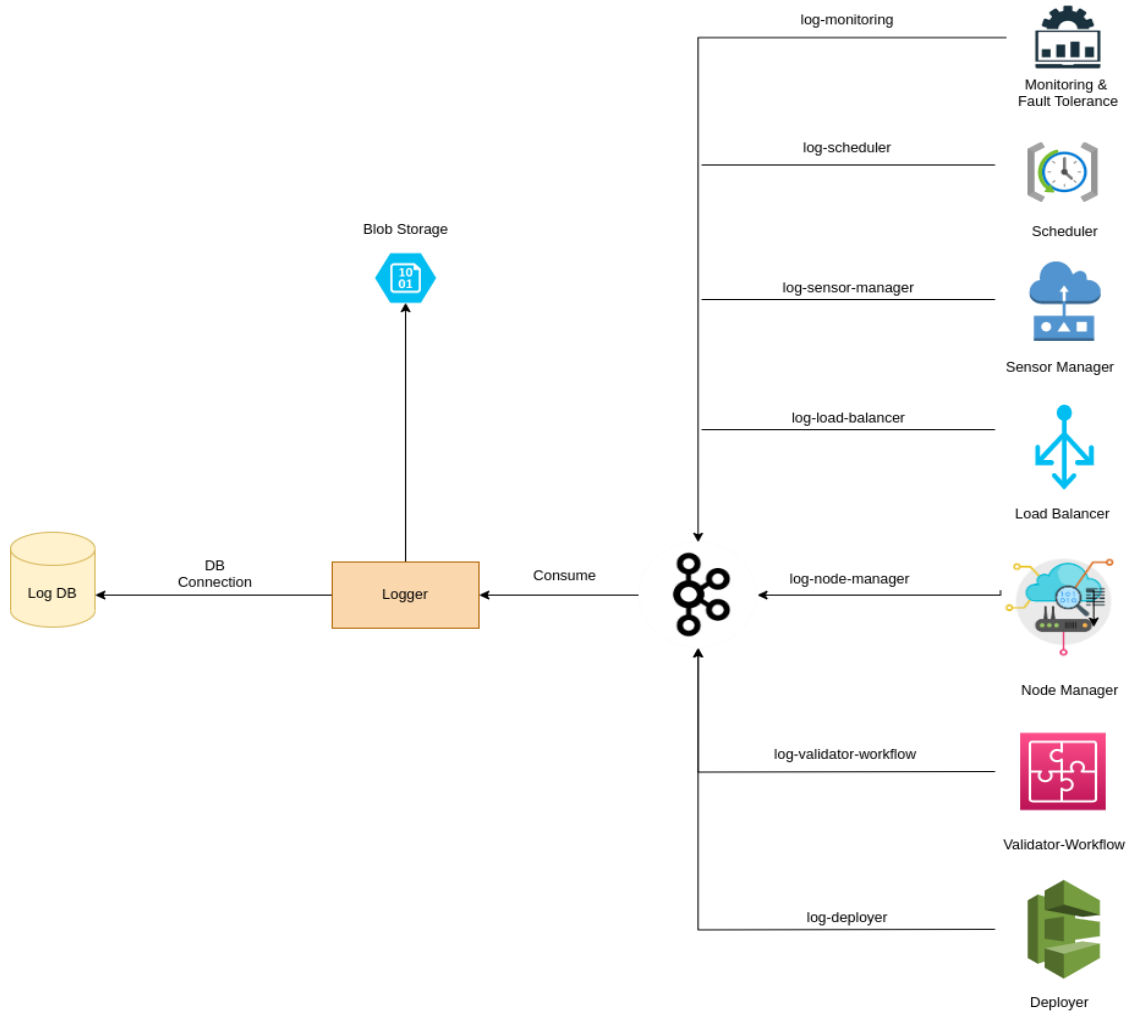 log-monitoring
Monitoring &
Fault Tolerance
log-scheduler
Scheduler
Blob Storage
10
01
log-sensor-manager
Sensor Manager
log-load-balancer
Load Balancer
Log DB
DB
Connection
Logger
Consume
log-node-manager
101
010
Node Manager
log-validator-workflow
Validator-Workflow
log-deployer
Deployer